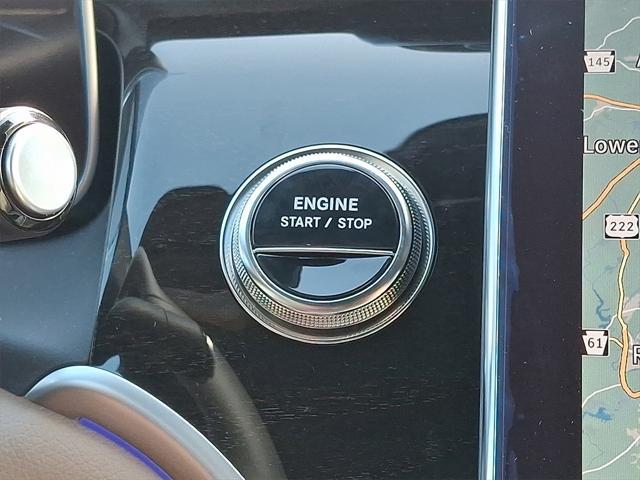 ENGINE
START / STOP
145
Lowe
222
61